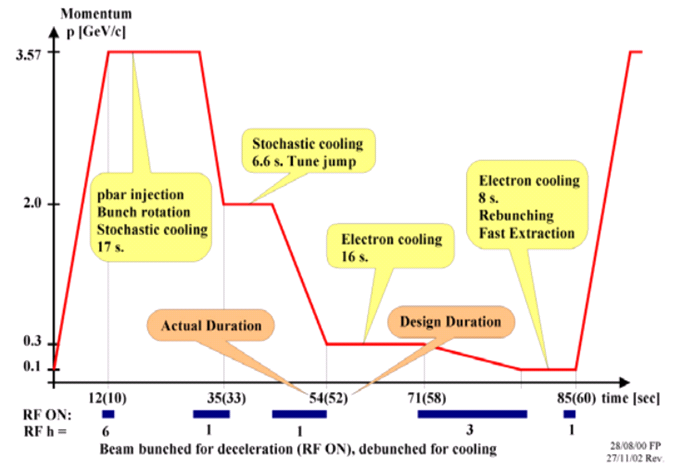 Momentum
p [GeV/c]
3.57
Stochastic cooling
6.6 s. Tune jump
pbar injection
Bunch rotation
Stochastic cooling
17 s.
Electron cooling
8 s.
Rebunching
Fast Extraction
2.0
Electron cooling
16 s.
Actual Duration
Design Duration
0.3
0.1
12(10) 35(33) 54(52) 71(58) 85(60) time [sec]
RF ON:
RF h = 6 1 1 3 1
Beam bunched for deceleration (RF ON), debunched for cooling
28/08/00 FP
27/11/02 Rev.